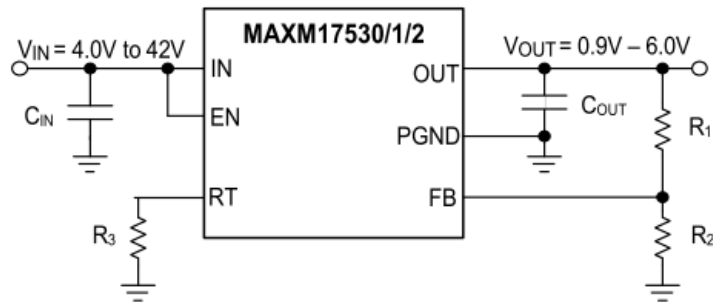 MAXM17530/1/2
VIN = 4.0V to 42V
VOUT = 0.9V – 6.0V
IN
OUT
CIN
EN
COUT
R1
PGND
RT
FB
R3
R2